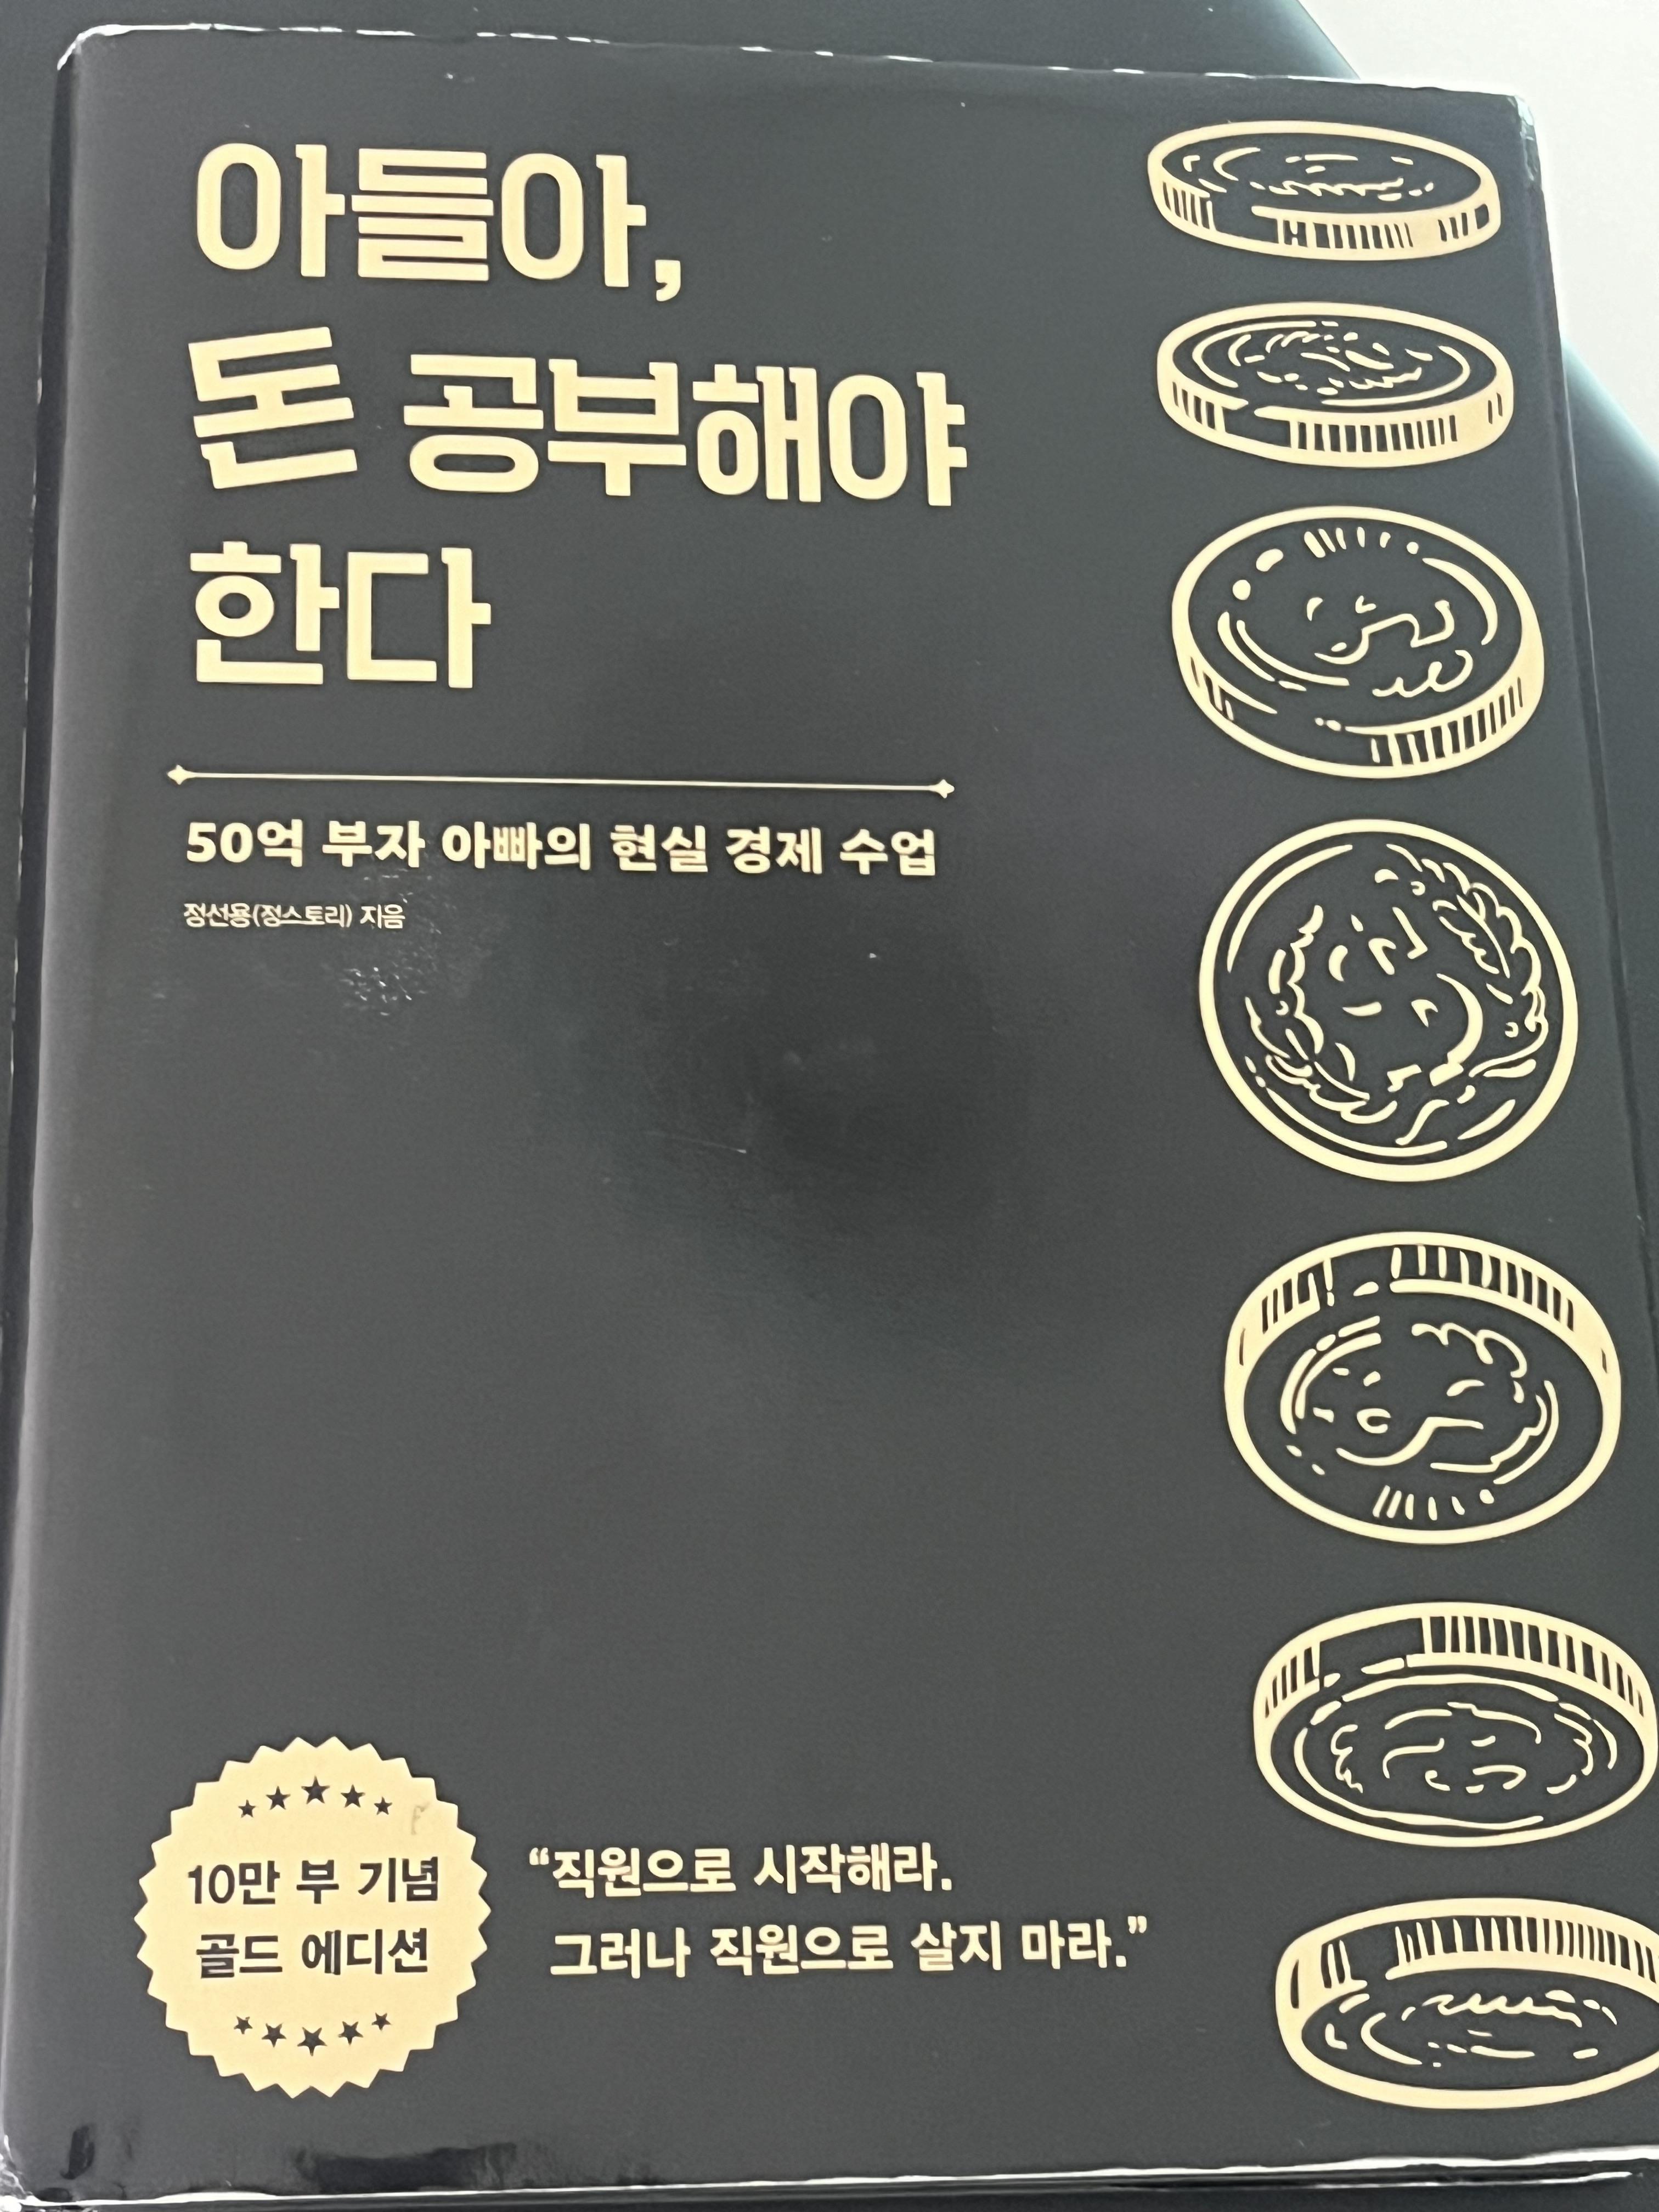 아들아,
돈 공부해야
한다
50억 부자 아빠의 현실 경제 수업
정선용(정스토리) 지음
10만 부 기념
골드 에디션
“직원으로 시작해라.
그러나 직원으로 살지 마라.”